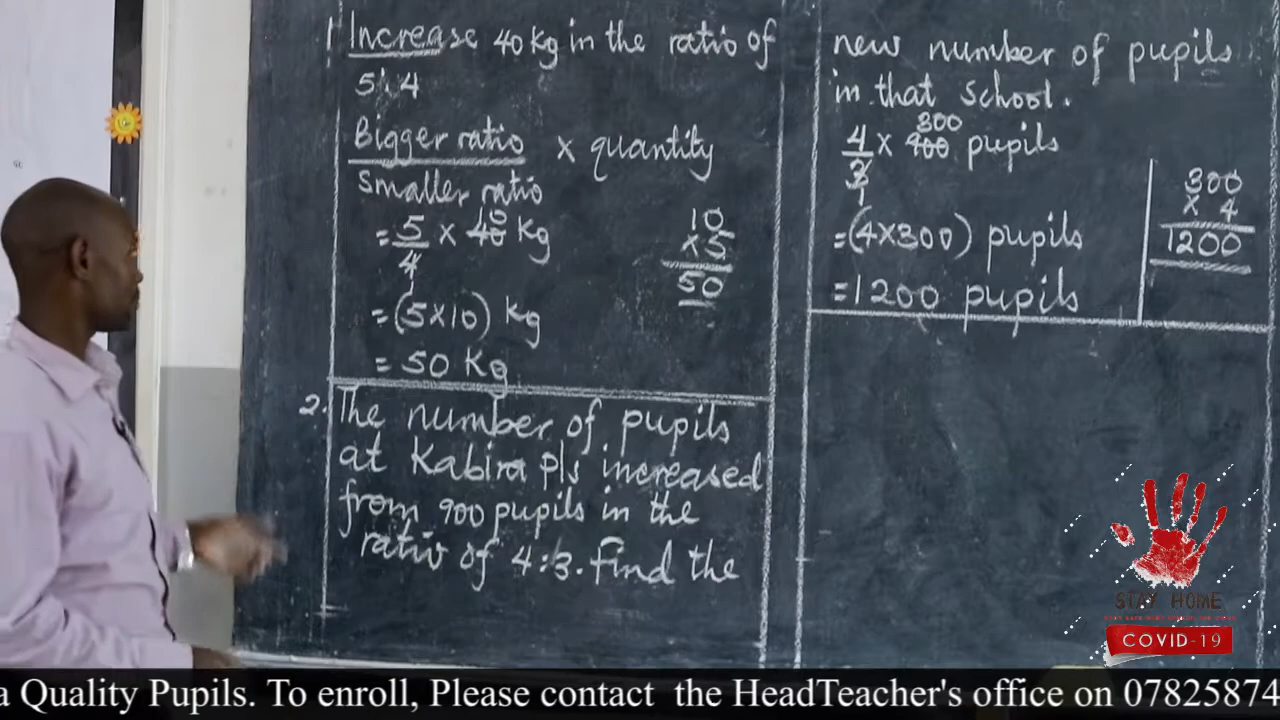 1 Increase 40 Kg in the ratio of
5:4
Bigger ratio x quantity
Smaller ratio
= 5 x 40 Kg 10
4 10
1 x 5
50
= (5x10) Kg
= 50 Kg
2. The number of pupils
at Kabira p/s increased
from 900 pupils in the
ratio of 4:3. find the
new number of pupils
in that school.
300
4 x 900 pupils
3
1
= (4x300) pupils
= 1200 pupils
300
x 4
1200
STAY HOME
COVID-19
a Quality Pupils. To enroll, Please contact the HeadTeacher's office on 07825874